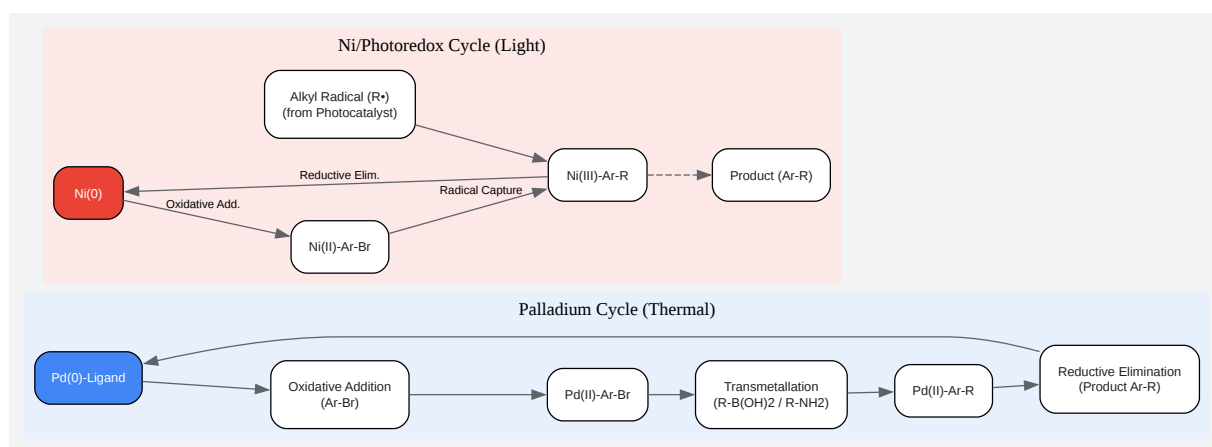 Ni/Photoredox Cycle (Light)
Alkyl Radical (R•)
(from Photocatalyst)
Ni(0)
Reductive Elim.
Oxidative Add.
Radical Capture
Ni(II)-Ar-Br
Ni(III)-Ar-R
Product (Ar-R)
Palladium Cycle (Thermal)
Pd(0)-Ligand
Oxidative Addition
(Ar-Br)
Pd(II)-Ar-Br
Transmetallation
(R-B(OH)2 / R-NH2)
Pd(II)-Ar-R
Reductive Elimination
(Product Ar-R)